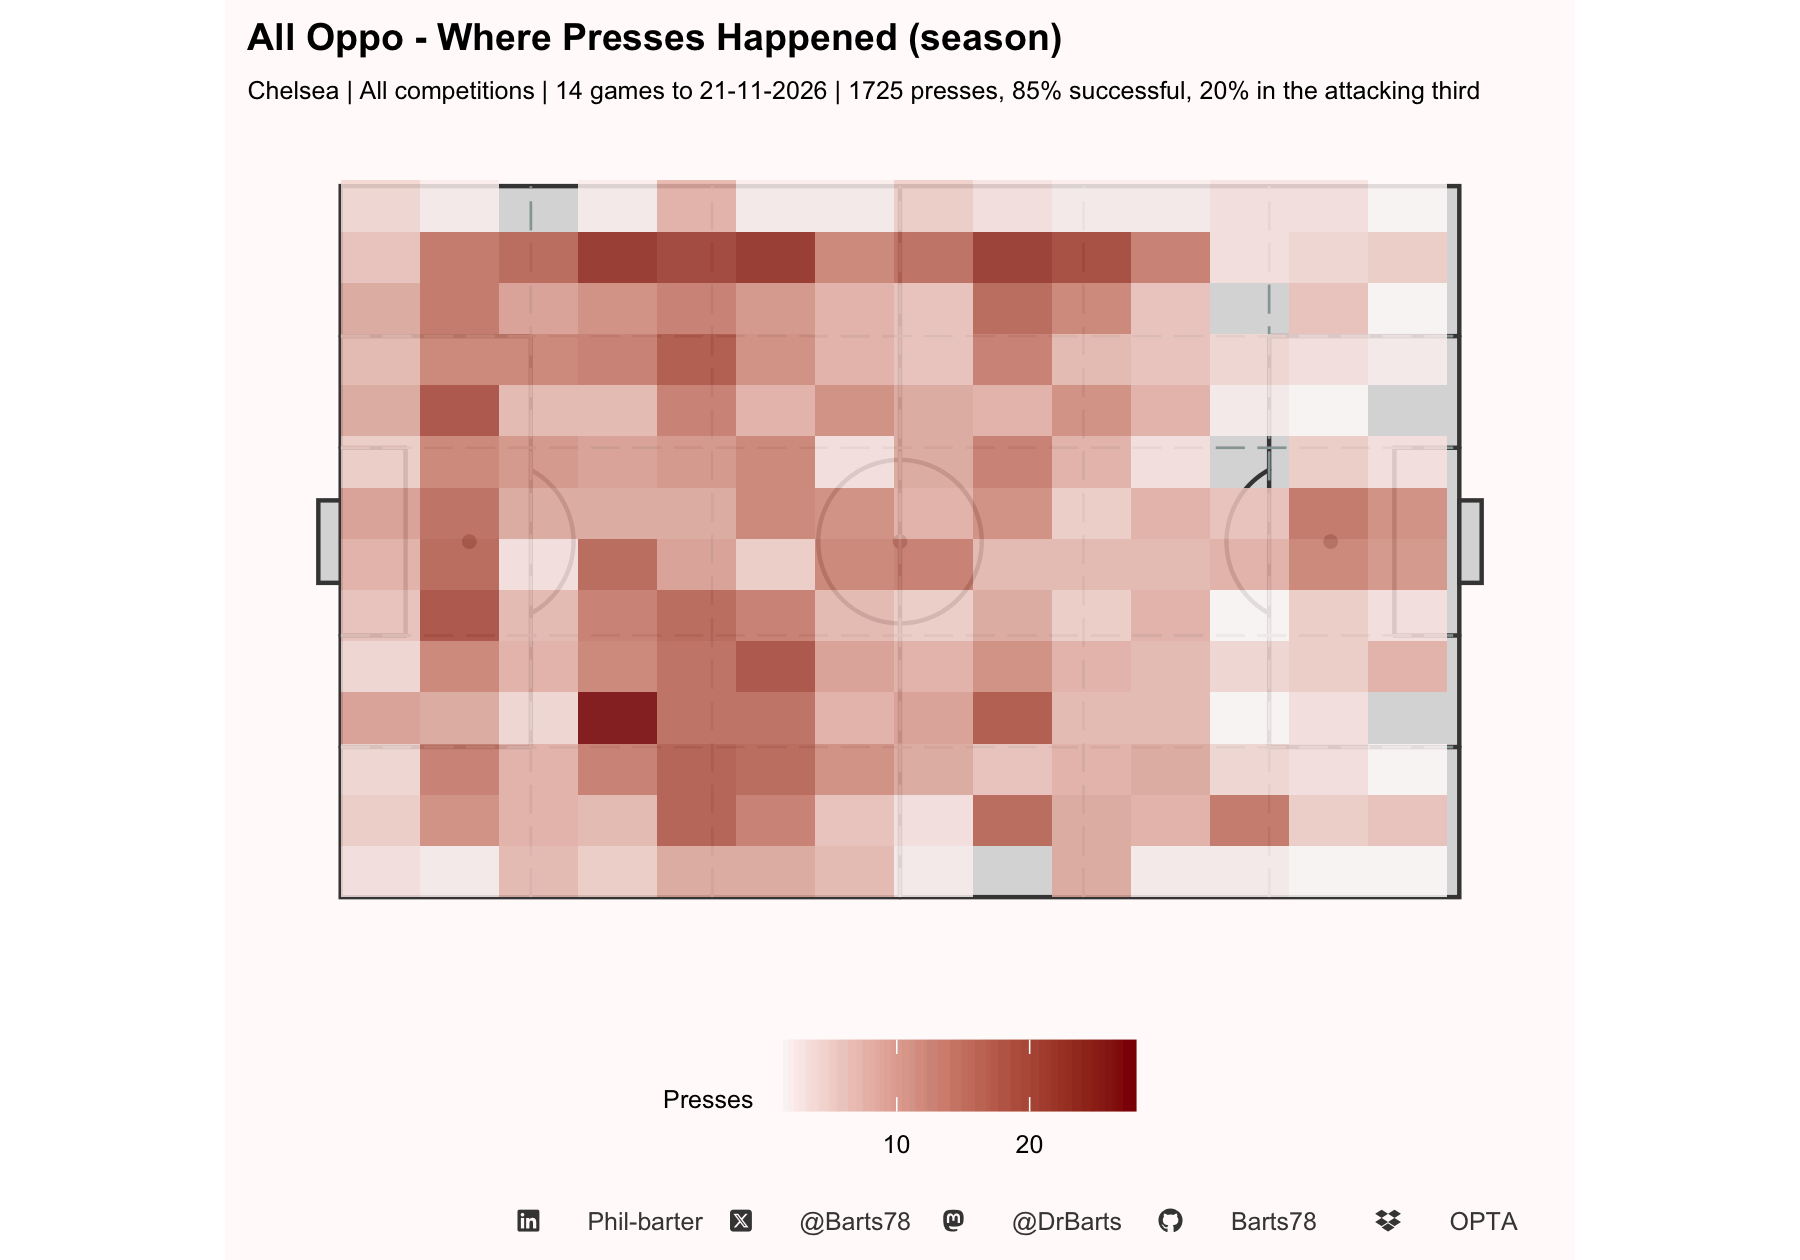 All Oppo - Where Presses Happened (season)
Chelsea | All competitions | 14 games to 21-11-2026 | 1725 presses, 85% successful, 20% in the attacking third
Presses
10 20
Phil-barter @Barts78 @DrBarts Barts78 OPTA